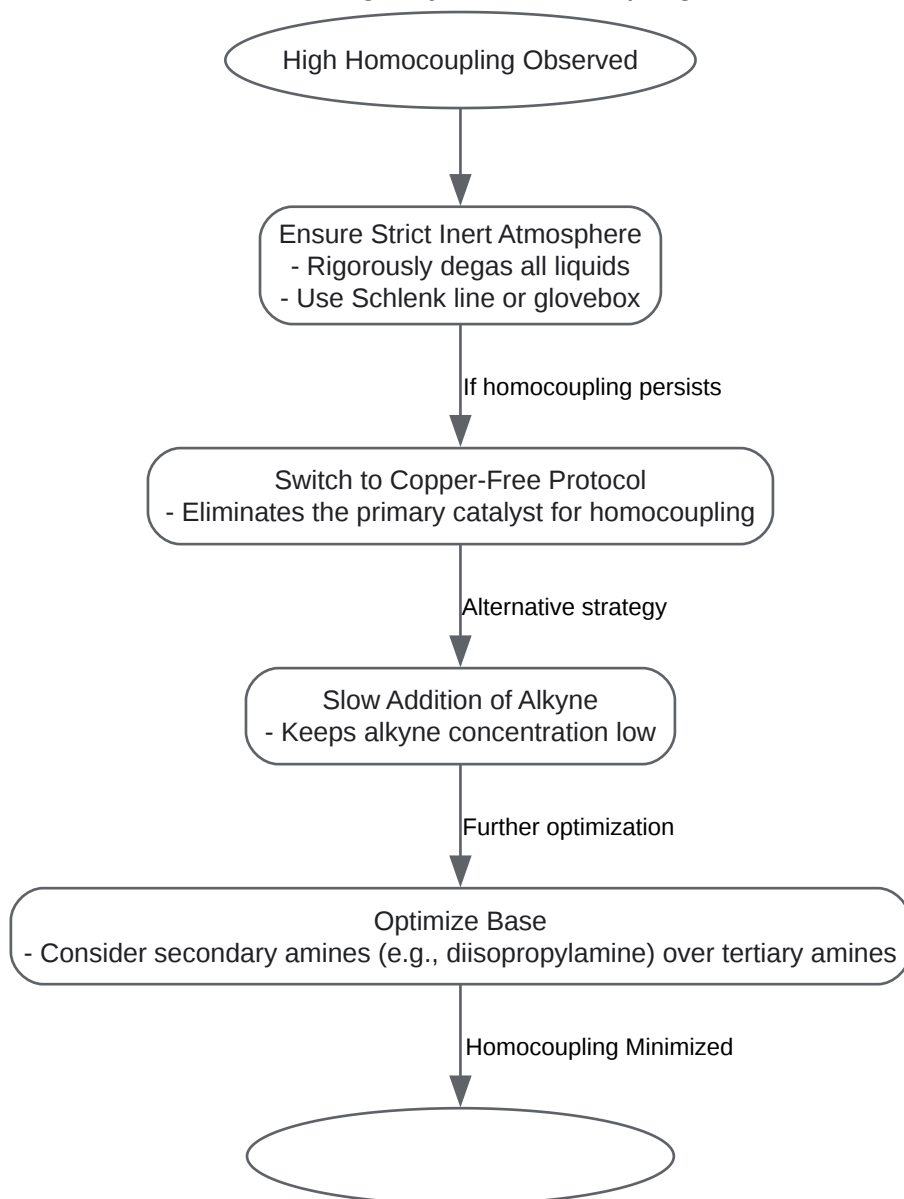 High Homocoupling Observed
Ensure Strict Inert Atmosphere
- Rigorously degas all liquids
- Use Schlenk line or glovebox
If homocoupling persists
Switch to Copper-Free Protocol
- Eliminates the primary catalyst for homocoupling
Alternative strategy
Slow Addition of Alkyne
- Keeps alkyne concentration low
Further optimization
Optimize Base
- Consider secondary amines (e.g., diisopropylamine) over tertiary amines
Homocoupling Minimized